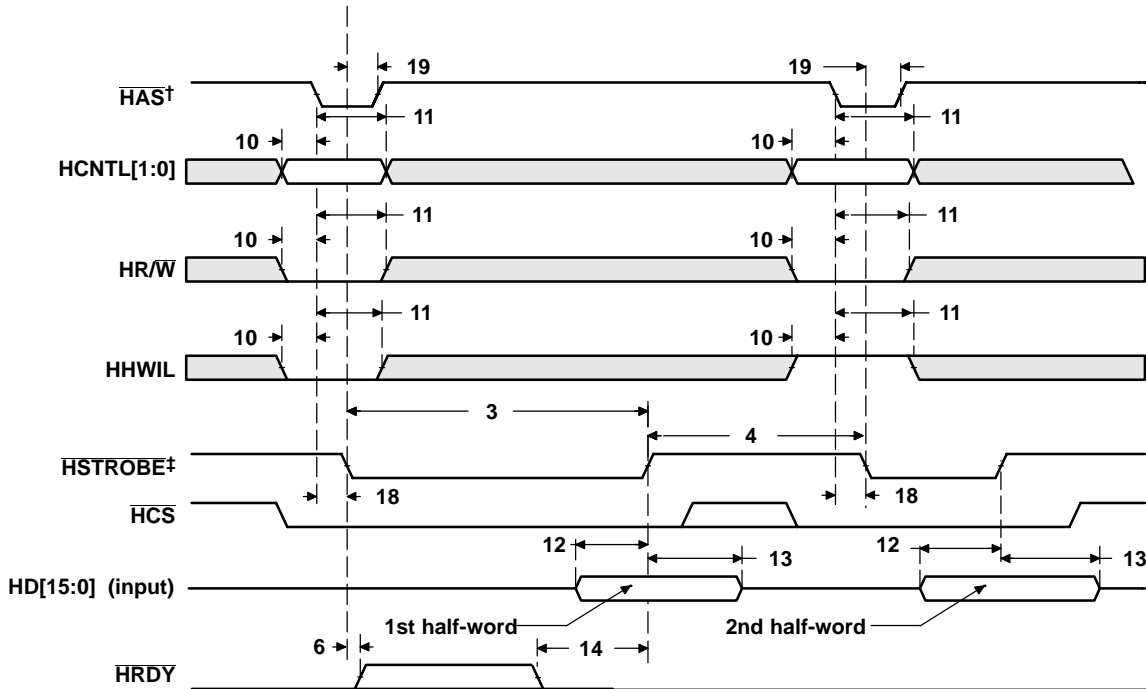 19 19
HAS†
11 11
10 10
HCNTL[1:0]
11 11
10 10
HR/W
11 11
10 10
HHWIL
3
4
HSTROBE‡
18 18
HCS
12 12
13 13
HD[15:0] (input)
1st half-word 2nd half-word
6 14
HRDY